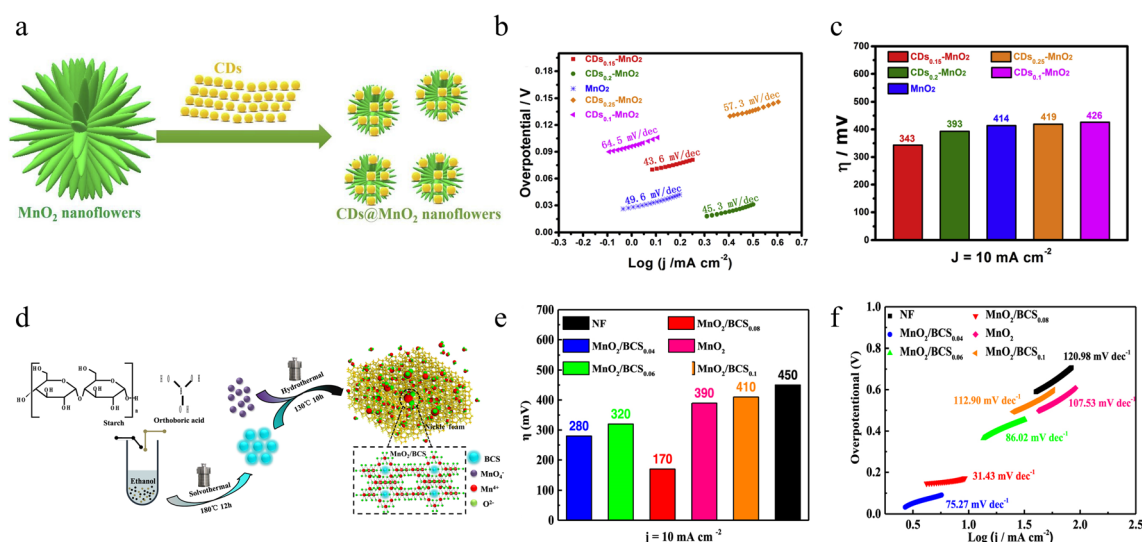 a
CDs
MnO₂ nanoflowers
CDs@MnO₂ nanoflowers
b
CDs₀.₁₅-MnO₂
CDs₀.₂-MnO₂
MnO₂
CDs₀.₂₅-MnO₂
CDs₀.₁-MnO₂
57.3 mV/dec
64.5 mV/dec
43.6 mV/dec
49.6 mV/dec
45.3 mV/dec
Overpotential / V
0.18
0.15
0.12
0.09
0.06
0.03
0.00
-0.3 -0.2 -0.1 0.0 0.1 0.2 0.3 0.4 0.5 0.6 0.7
Log (j /mA cm⁻²)
c
CDs₀.₁₅-MnO₂ CDs₀.₂₅-MnO₂
CDs₀.₂-MnO₂ CDs₀.₁-MnO₂
MnO₂
η / mV
700
600
500
400
300
200
100
0
343 393 414 419 426
J = 10 mA cm⁻²
d
Starch
Orthoboric acid
Ethanol
Solvothermal
180℃ 12h
Hydrothermal
130℃ 10h
Nickle foam
MnO₂/BCS
BCS
MnO₄⁻
Mn⁴⁺
O²⁻
e
NF MnO₂/BCS₀.₀₈
MnO₂/BCS₀.₀₄ MnO₂
MnO₂/BCS₀.₀₆ MnO₂/BCS₀.₁
η (mV)
700
600
500
400
300
200
100
0
280 320 170 390 410 450
j = 10 mA cm⁻²
f
NF MnO₂/BCS₀.₀₈
MnO₂/BCS₀.₀₄ MnO₂
MnO₂/BCS₀.₀₆ MnO₂/BCS₀.₁
120.98 mV dec⁻¹
112.90 mV dec⁻¹
107.53 mV dec⁻¹
86.02 mV dec⁻¹
31.43 mV dec⁻¹
75.27 mV dec⁻¹
Overpotentional (V)
1.0
0.8
0.6
0.4
0.2
0.0
0.5 1.0 1.5 2.0
Log (j / mA cm⁻²)